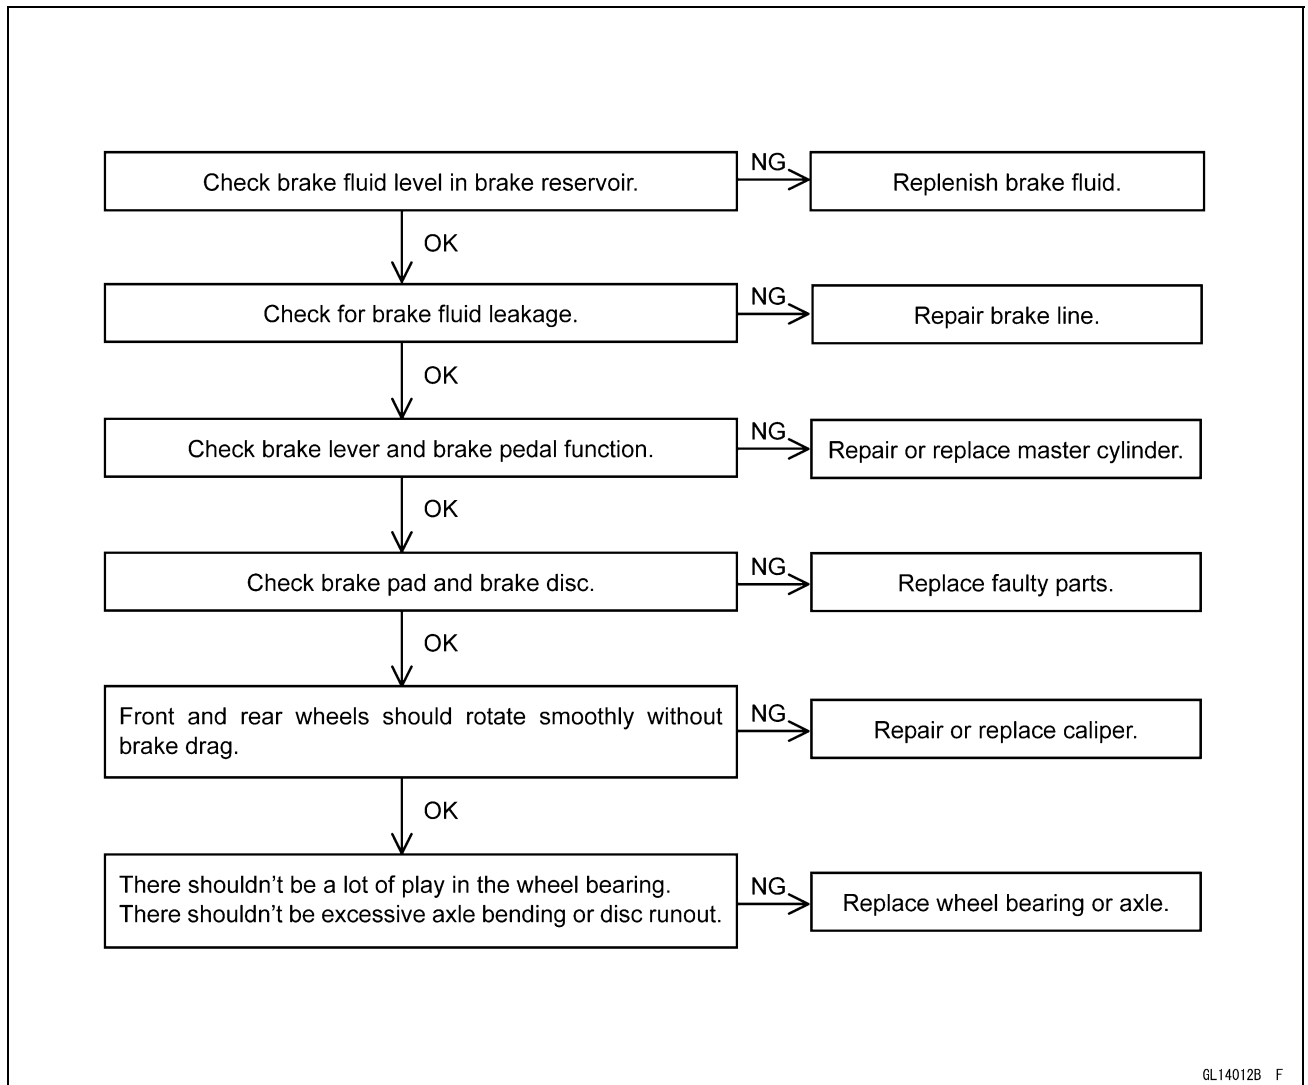 Check brake fluid level in brake reservoir.
NG
Replenish brake fluid.
OK
Check for brake fluid leakage.
NG
Repair brake line.
OK
Check brake lever and brake pedal function.
NG
Repair or replace master cylinder.
OK
Check brake pad and brake disc.
NG
Replace faulty parts.
OK
Front and rear wheels should rotate smoothly without
brake drag.
NG
Repair or replace caliper.
OK
There shouldn't be a lot of play in the wheel bearing.
There shouldn't be excessive axle bending or disc runout.
NG
Replace wheel bearing or axle.
GL14012B F